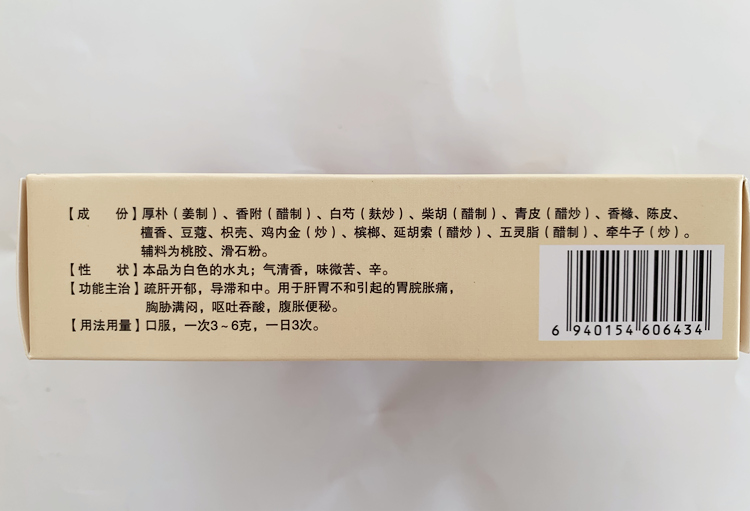 【成　份】厚朴（姜制）、香附（醋制）、白芍（麸炒）、柴胡（醋制）、青皮（醋炒）、香橼、陈皮、
檀香、豆蔻、枳壳、鸡内金（炒）、槟榔、延胡索（醋炒）、五灵脂（醋制）、牵牛子（炒）。
辅料为桃胶、滑石粉。
【性　状】本品为白色的水丸；气清香，味微苦、辛。
【功能主治】疏肝开郁，导滞和中。用于肝胃不和引起的胃脘胀痛，
胸胁满闷，呕吐吞酸，腹胀便秘。
【用法用量】口服，一次3～6克，一日3次。
6 940154 606434